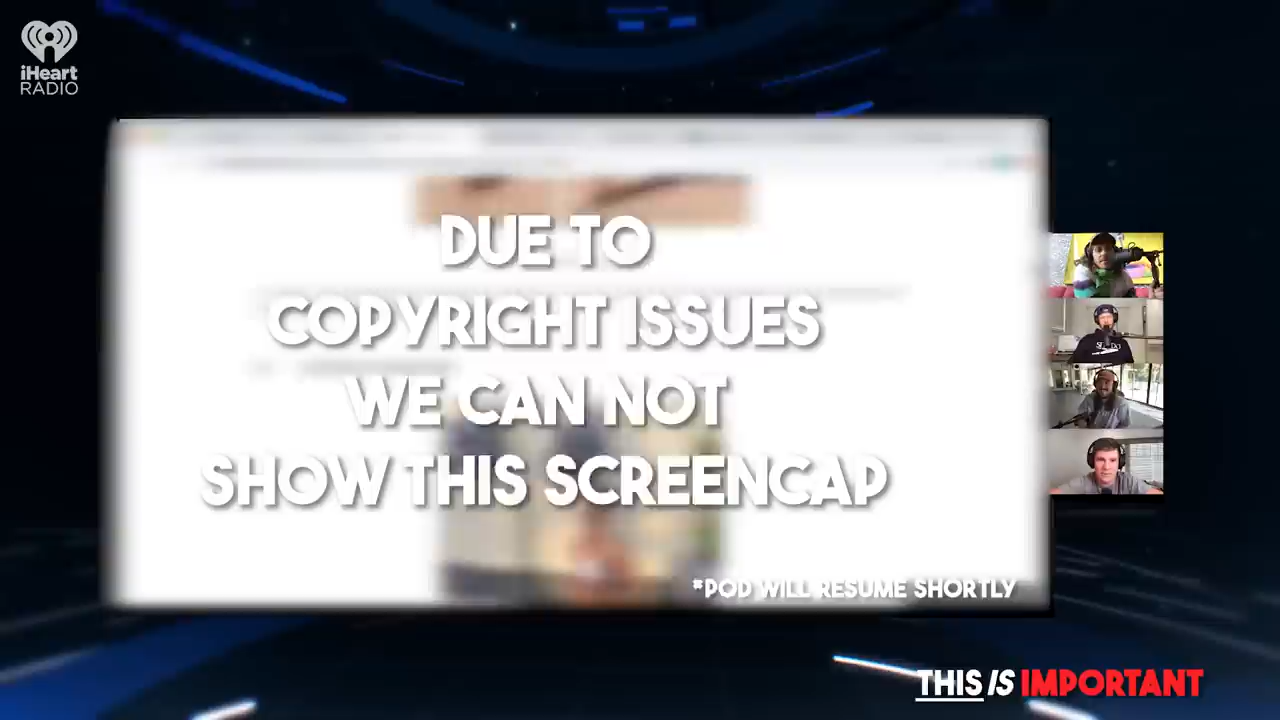 iHeart
RADIO
DUE TO
COPYRIGHT ISSUES
WE CAN NOT
SHOW THIS SCREENCAP
*POD WILL RESUME SHORTLY
THIS IS IMPORTANT